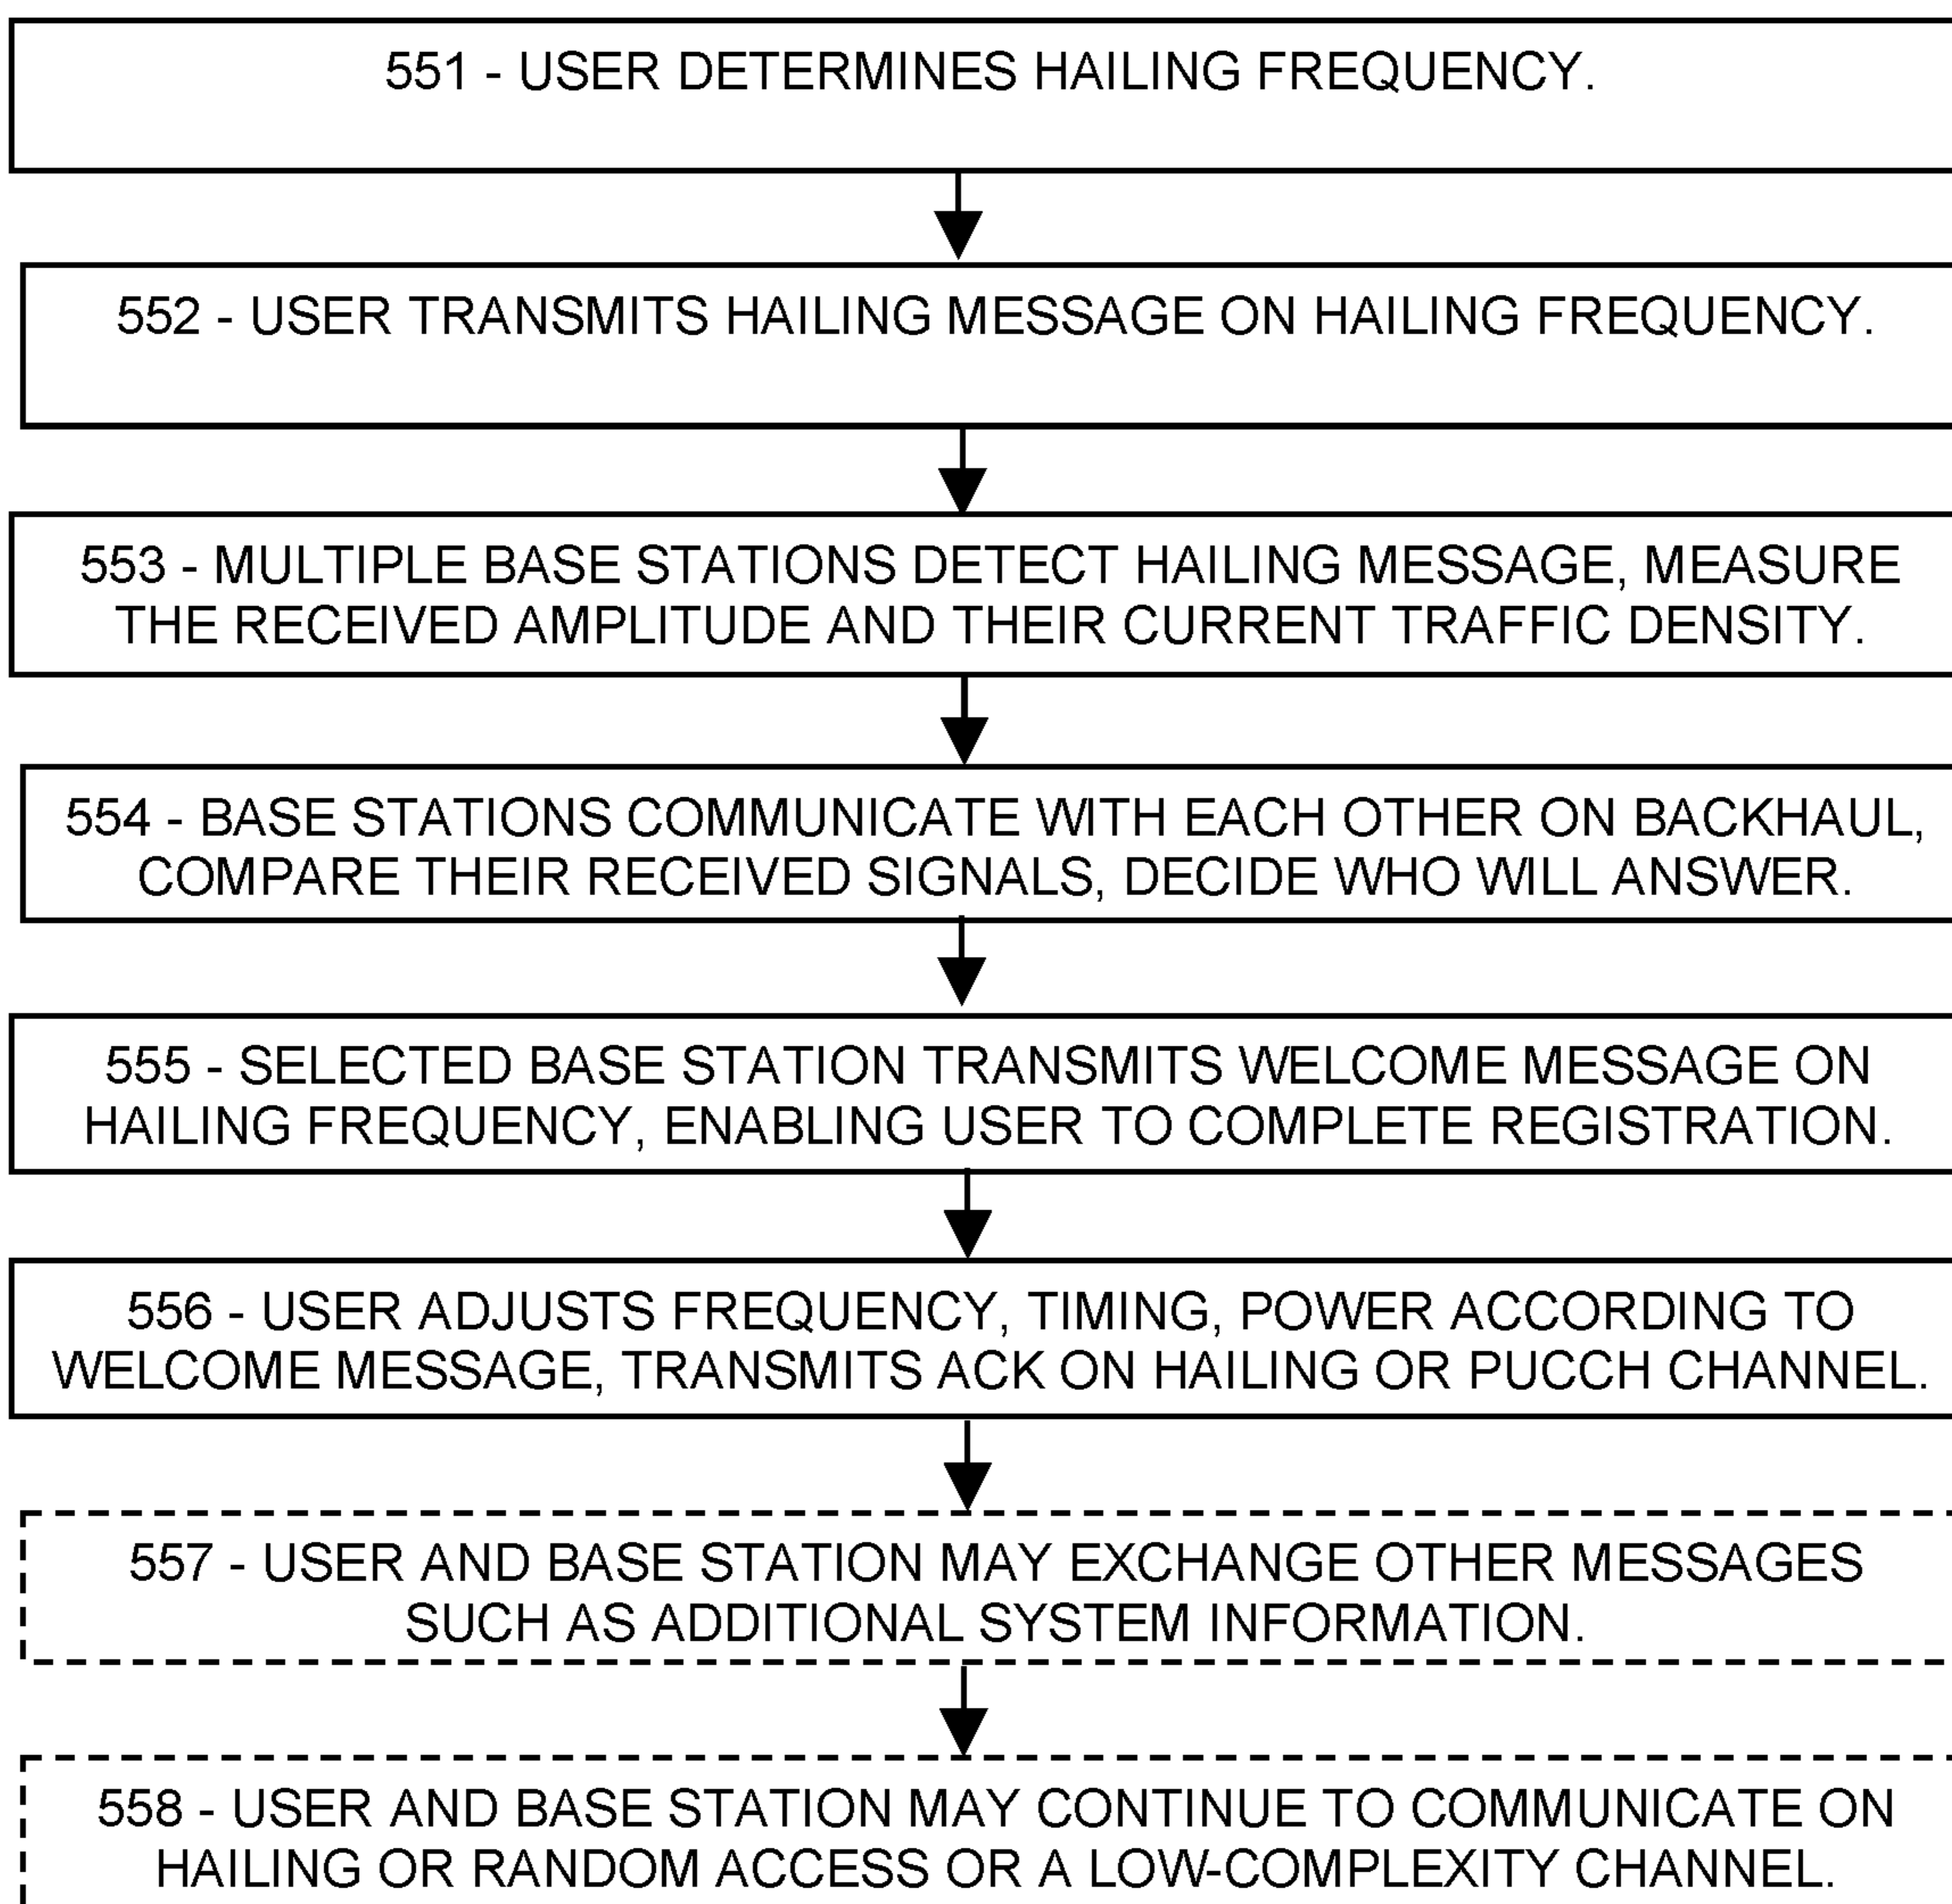 551 - USER DETERMINES HAILING FREQUENCY.
552 - USER TRANSMITS HAILING MESSAGE ON HAILING FREQUENCY.
553 - MULTIPLE BASE STATIONS DETECT HAILING MESSAGE, MEASURE
THE RECEIVED AMPLITUDE AND THEIR CURRENT TRAFFIC DENSITY.
554 - BASE STATIONS COMMUNICATE WITH EACH OTHER ON BACKHAUL,
COMPARE THEIR RECEIVED SIGNALS, DECIDE WHO WILL ANSWER.
555 - SELECTED BASE STATION TRANSMITS WELCOME MESSAGE ON
HAILING FREQUENCY, ENABLING USER TO COMPLETE REGISTRATION.
556 - USER ADJUSTS FREQUENCY, TIMING, POWER ACCORDING TO
WELCOME MESSAGE, TRANSMITS ACK ON HAILING OR PUCCH CHANNEL.
557 - USER AND BASE STATION MAY EXCHANGE OTHER MESSAGES
SUCH AS ADDITIONAL SYSTEM INFORMATION.
558 - USER AND BASE STATION MAY CONTINUE TO COMMUNICATE ON
HAILING OR RANDOM ACCESS OR A LOW-COMPLEXITY CHANNEL.